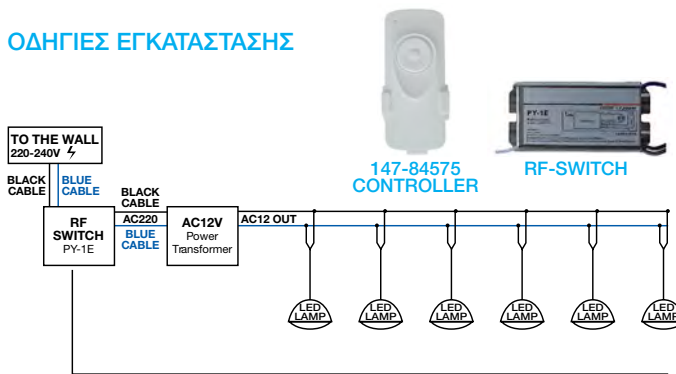 ΟΔΗΓΙΕΣ ΕΓΚΑΤΑΣΤΑΣΗΣ
PY-1E
147-84575
CONTROLLER
RF-SWITCH
TO THE WALL
220-240V
BLACK
CABLE
BLUE
CABLE
RF
SWITCH
PY-1E
BLACK
CABLE
AC220
BLUE
CABLE
AC12V
Power
Transformer
AC12 OUT
LED
LAMP
LED
LAMP
LED
LAMP
LED
LAMP
LED
LAMP
LED
LAMP